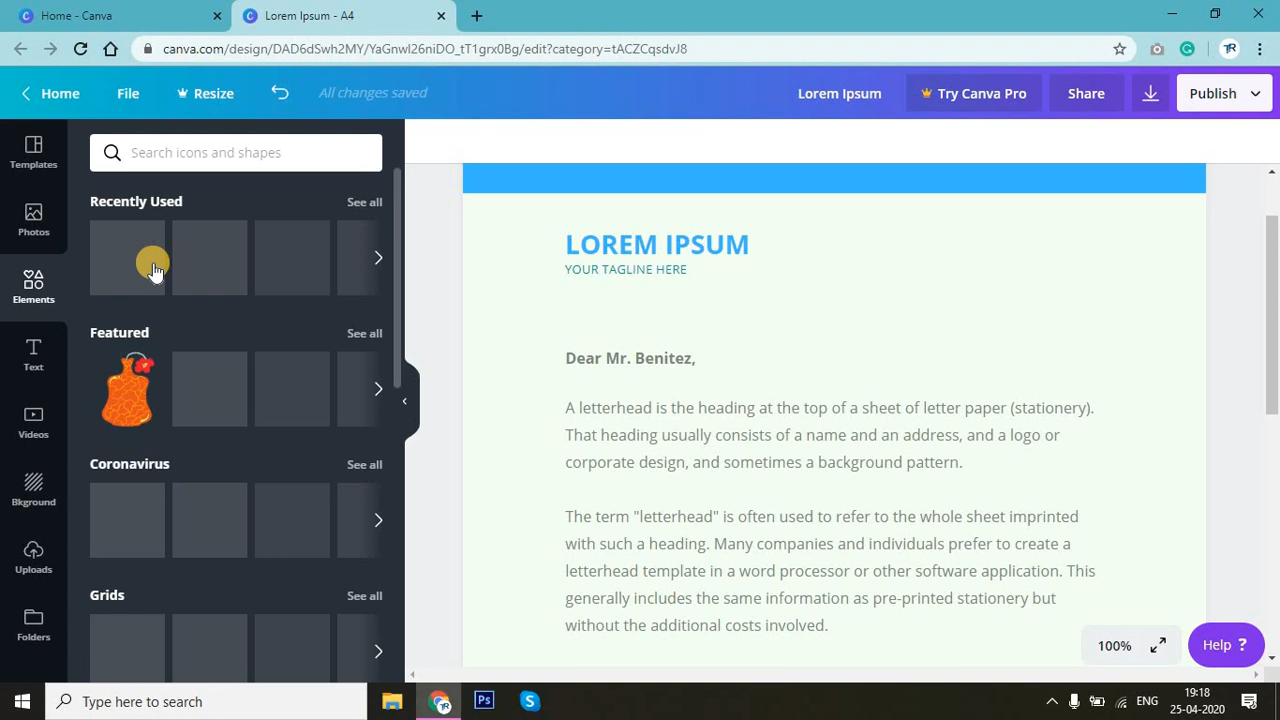 Home - Canva
Lorem Ipsum - A4
canva.com/design/DAD6dSwh2MY/YaGnwl26niDO_tT1grx0Bg/edit?category=tACZCqsdvJ8
Home
File
Resize
All changes saved
Lorem Ipsum
Try Canva Pro
Share
Publish
Templates
Photos
Elements
Text
Videos
Bkground
Uploads
Folders
Search icons and shapes
Recently Used
See all
Featured
See all
Coronavirus
See all
Grids
See all
LOREM IPSUM
YOUR TAGLINE HERE
Dear Mr. Benitez,
A letterhead is the heading at the top of a sheet of letter paper (stationery).
That heading usually consists of a name and an address, and a logo or
corporate design, and sometimes a background pattern.
The term "letterhead" is often used to refer to the whole sheet imprinted
with such a heading. Many companies and individuals prefer to create a
letterhead template in a word processor or other software application. This
generally includes the same information as pre-printed stationery but
without the additional costs involved.
100%
Help ?
Type here to search
Ps
ENG
19:18
25-04-2020